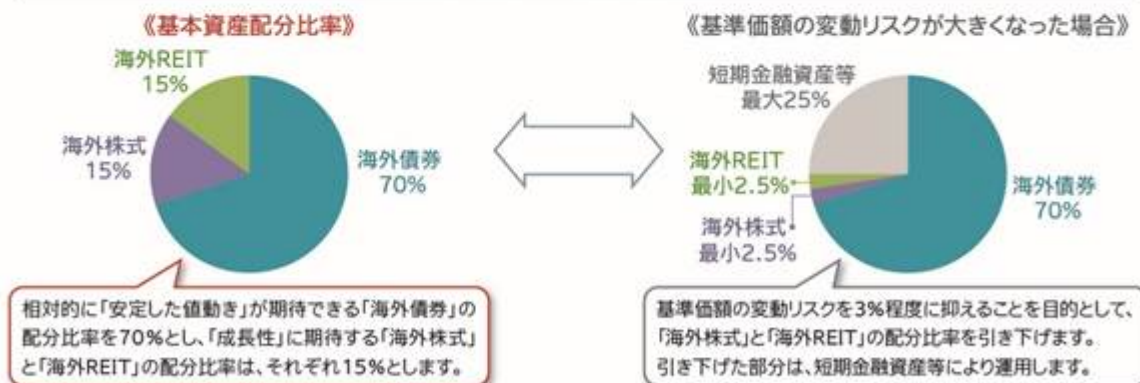 《基本資産配分比率》
海外REIT
15%
海外株式
15%
海外債券
70%
相対的に「安定した値動き」が期待できる「海外債券」の
配分比率を70%とし、「成長性」に期待する「海外株式」
と「海外REIT」の配分比率は、それぞれ15%とします。
《基準価額の変動リスクが大きくなった場合》
短期金融資産等
最大25%
海外REIT
最小2.5%
海外株式
最小2.5%
海外債券
70%
基準価額の変動リスクを3%程度に抑えることを目的として、
「海外株式」と「海外REIT」の配分比率を引き下げます。
引き下げた部分は、短期金融資産等により運用します。